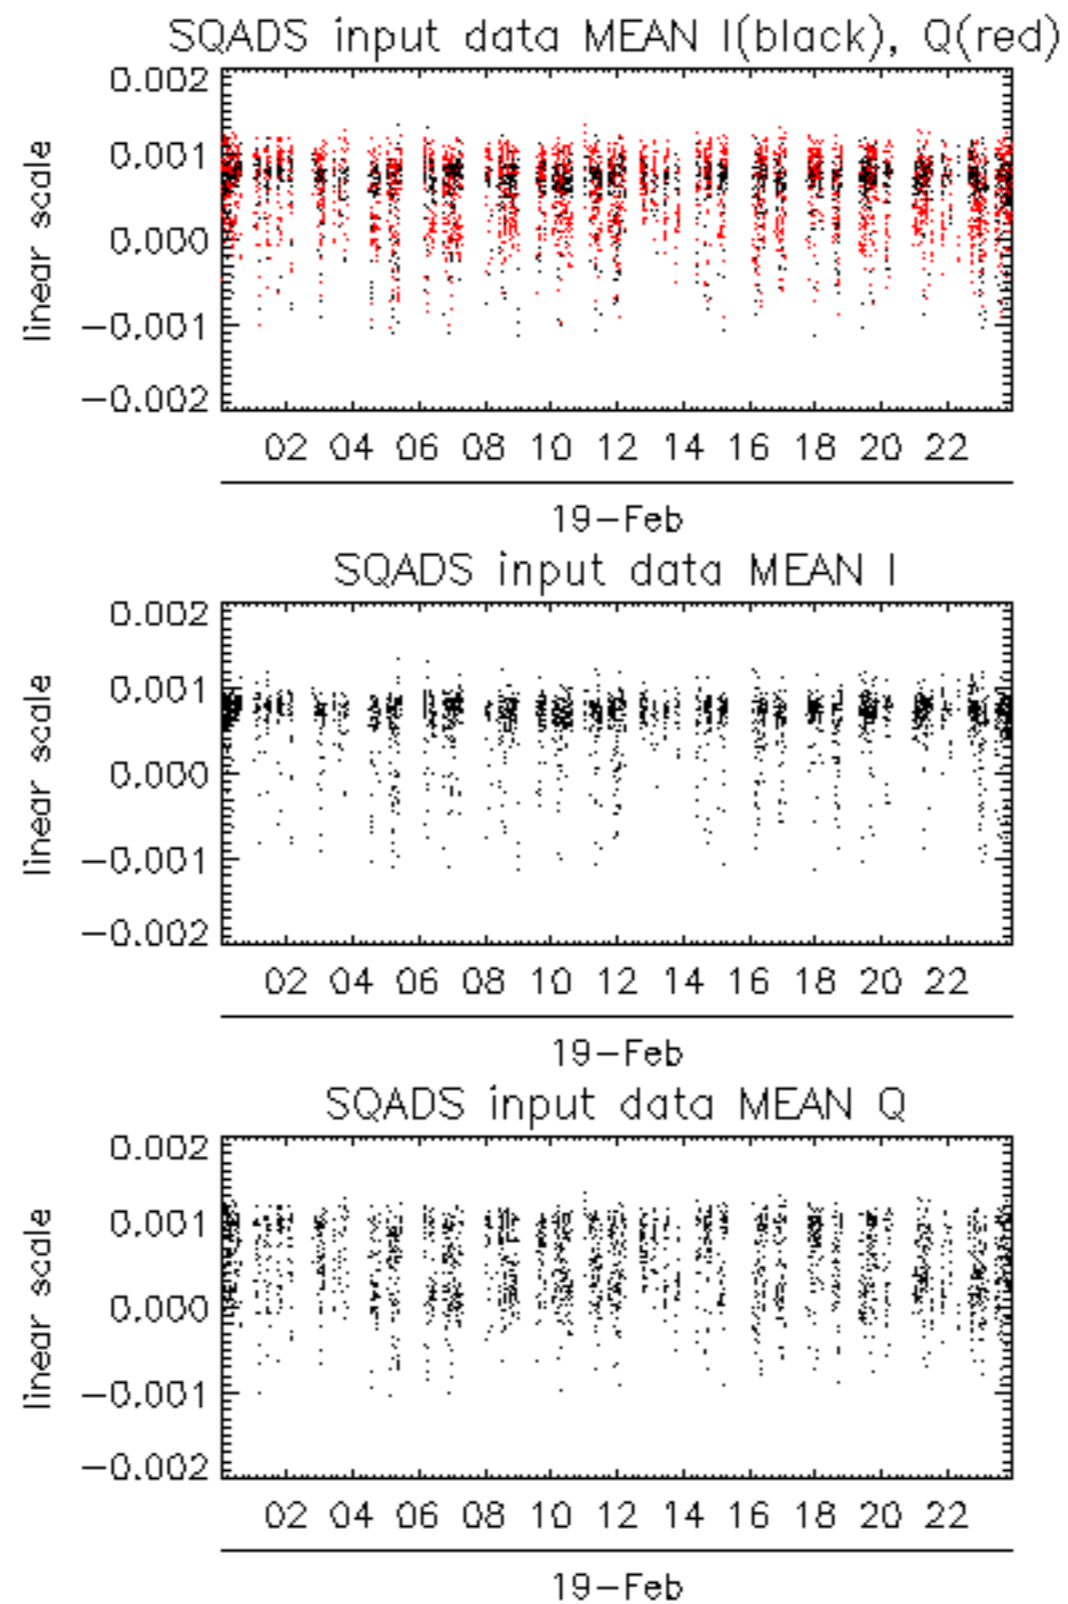 SQADS input data MEAN I(black), Q(red)
0.002
0.001
0.000
−0.001
−0.002
linear scale
02 04 06 08 10 12 14 16 18 20 22
19−Feb
SQADS input data MEAN I
0.002
0.001
0.000
−0.001
−0.002
linear scale
02 04 06 08 10 12 14 16 18 20 22
19−Feb
SQADS input data MEAN Q
0.002
0.001
0.000
−0.001
−0.002
linear scale
02 04 06 08 10 12 14 16 18 20 22
19−Feb